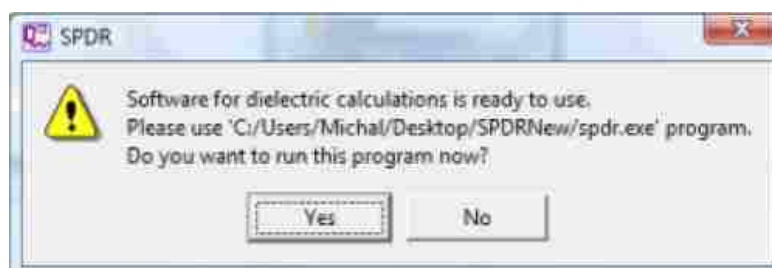 SPDR
Software for dielectric calculations is ready to use.
Please use 'C:/Users/Michal/Desktop/SPDRNew/spdr.exe' program.
Do you want to run this program now?
Yes
No